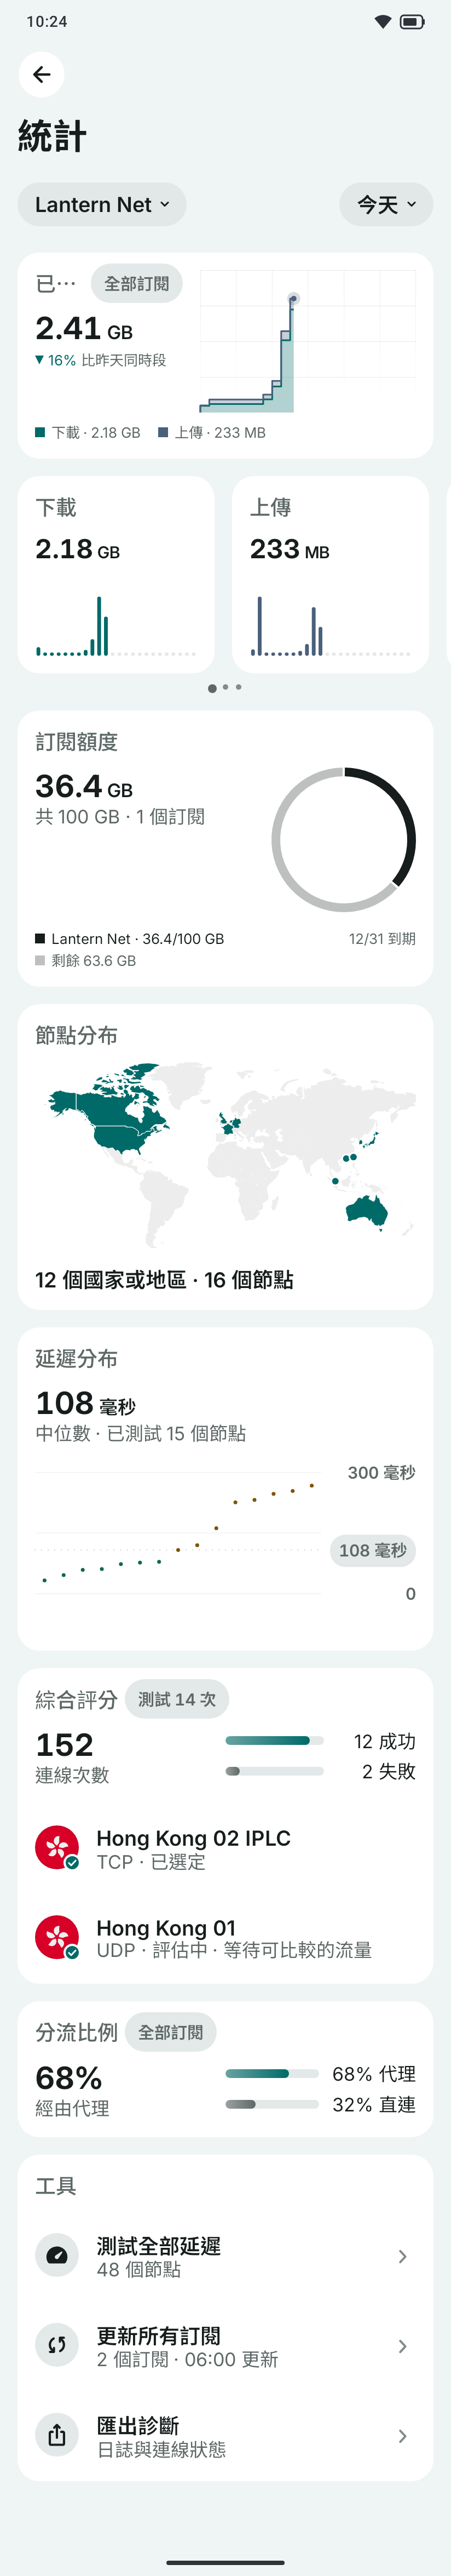 10:24
統計
Lantern Net
今天
已…
全部訂閱
2.41 GB
▼ 16% 比昨天同時段
下載 · 2.18 GB
上傳 · 233 MB
下載
2.18 GB
上傳
233 MB
訂閱額度
36.4 GB
共 100 GB · 1 個訂閱
Lantern Net · 36.4/100 GB
12/31 到期
剩餘 63.6 GB
節點分布
12 個國家或地區 · 16 個節點
延遲分布
108 毫秒
中位數 · 已測試 15 個節點
300 毫秒
108 毫秒
0
綜合評分
測試 14 次
152
連線次數
12 成功
2 失敗
Hong Kong 02 IPLC
TCP · 已選定
Hong Kong 01
UDP · 評估中 · 等待可比較的流量
分流比例
全部訂閱
68%
經由代理
68% 代理
32% 直連
工具
測試全部延遲
48 個節點
更新所有訂閱
2 個訂閱 · 06:00 更新
匯出診斷
日誌與連線狀態